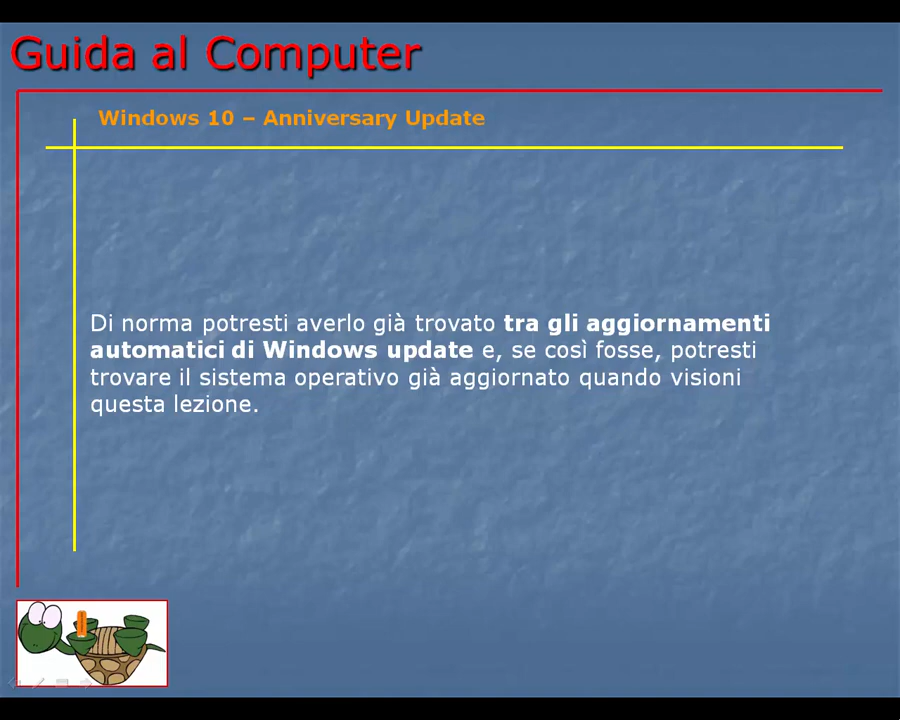 Guida al Computer
Windows 10 – Anniversary Update
Di norma potresti averlo già trovato tra gli aggiornamenti
automatici di Windows update e, se così fosse, potresti
trovare il sistema operativo già aggiornato quando visioni
questa lezione.